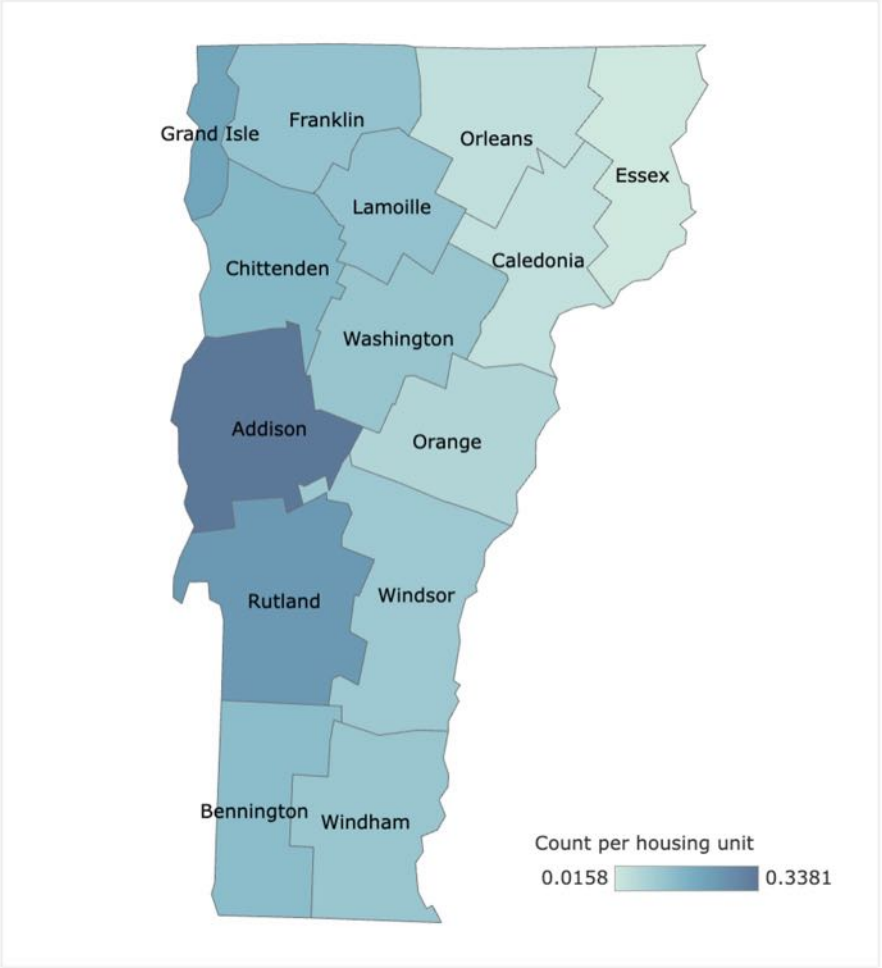 Franklin
Grand Isle
Orleans
Essex
Lamoille
Caledonia
Chittenden
Washington
Addison
Orange
Windsor
Rutland
Bennington
Windham
Count per housing unit
0.0158 0.3381